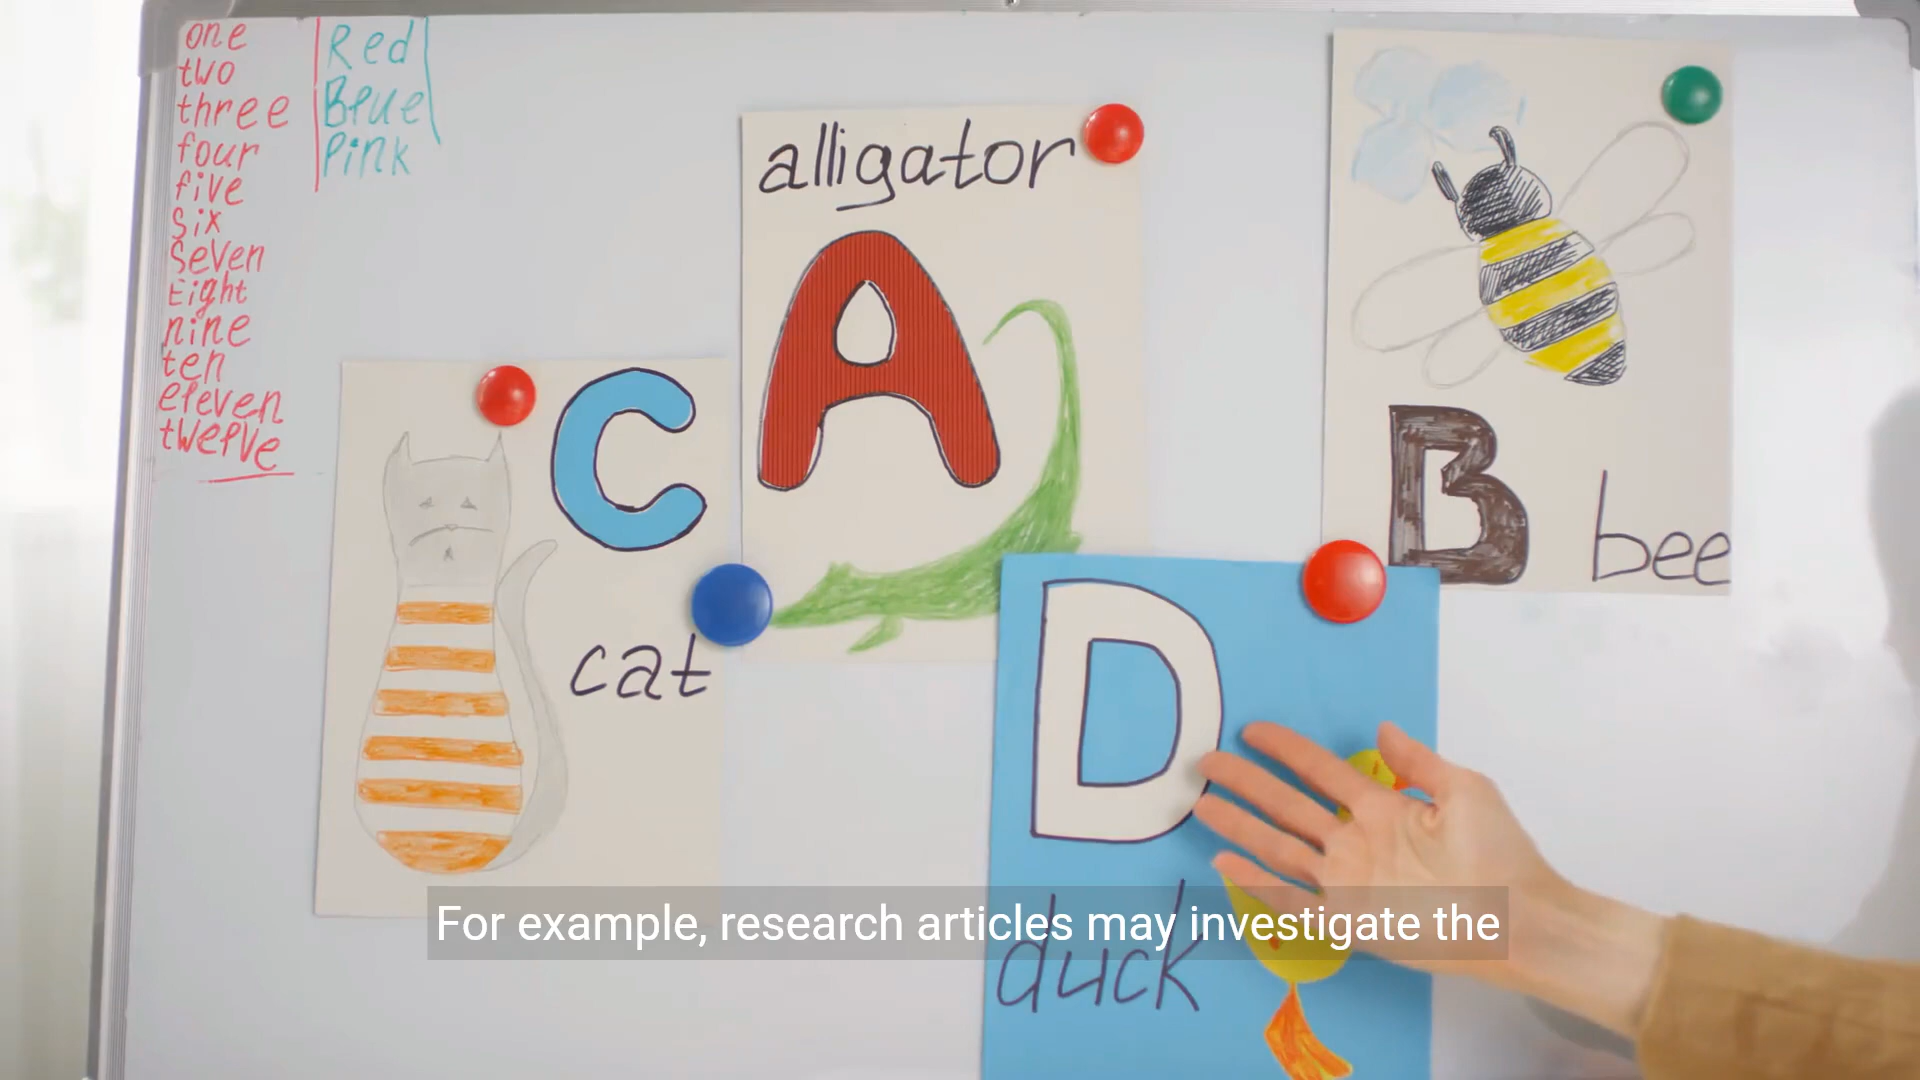 one
two
three
four
five
six
seven
Eight
nine
ten
eleven
twelve
Red
Blue
Pink
alligator
A
C
cat
B
bee
D
duck
For example, research articles may investigate the